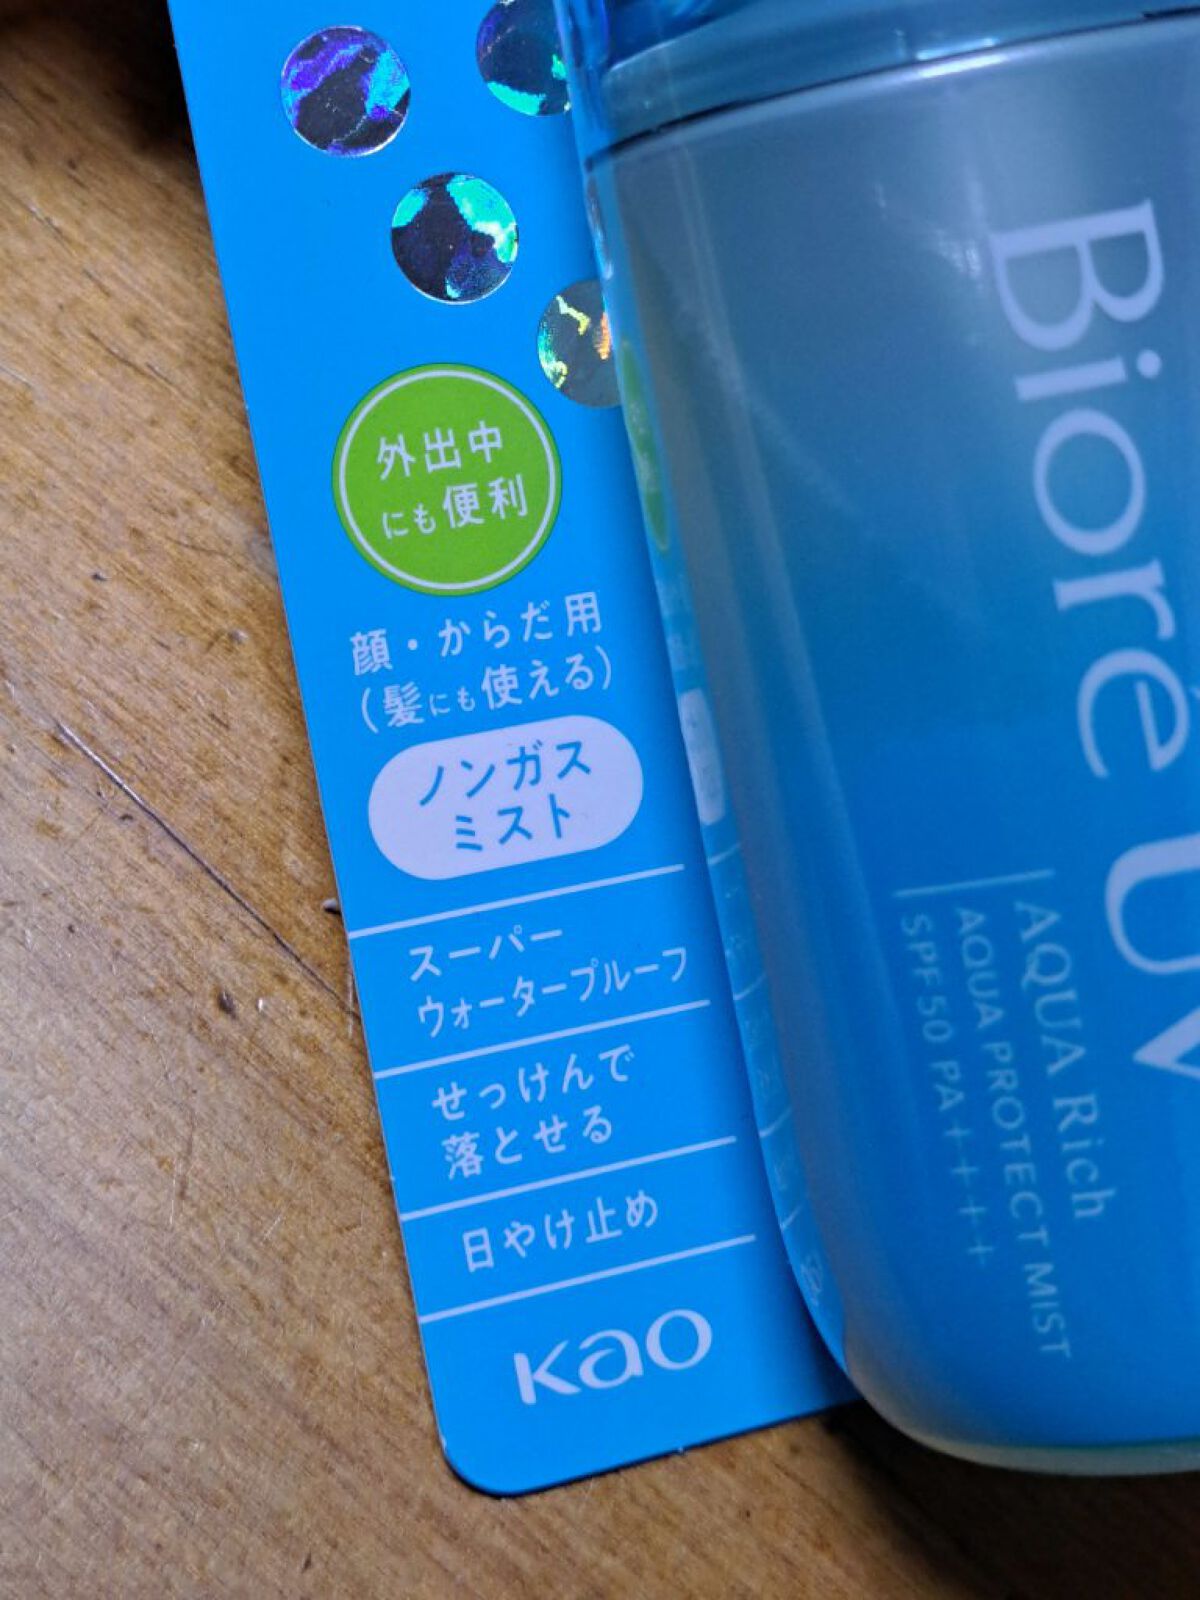 外出中
にも便利
顔・からだ用
(髪にも使える)
ノンガス
ミスト
スーパー
ウォータープルーフ
せっけんで
落とせる
日やけ止め
Kao
Bioré
UV
AQUA Rich
AQUA PROTECT MIST
SPF 50 PA++++